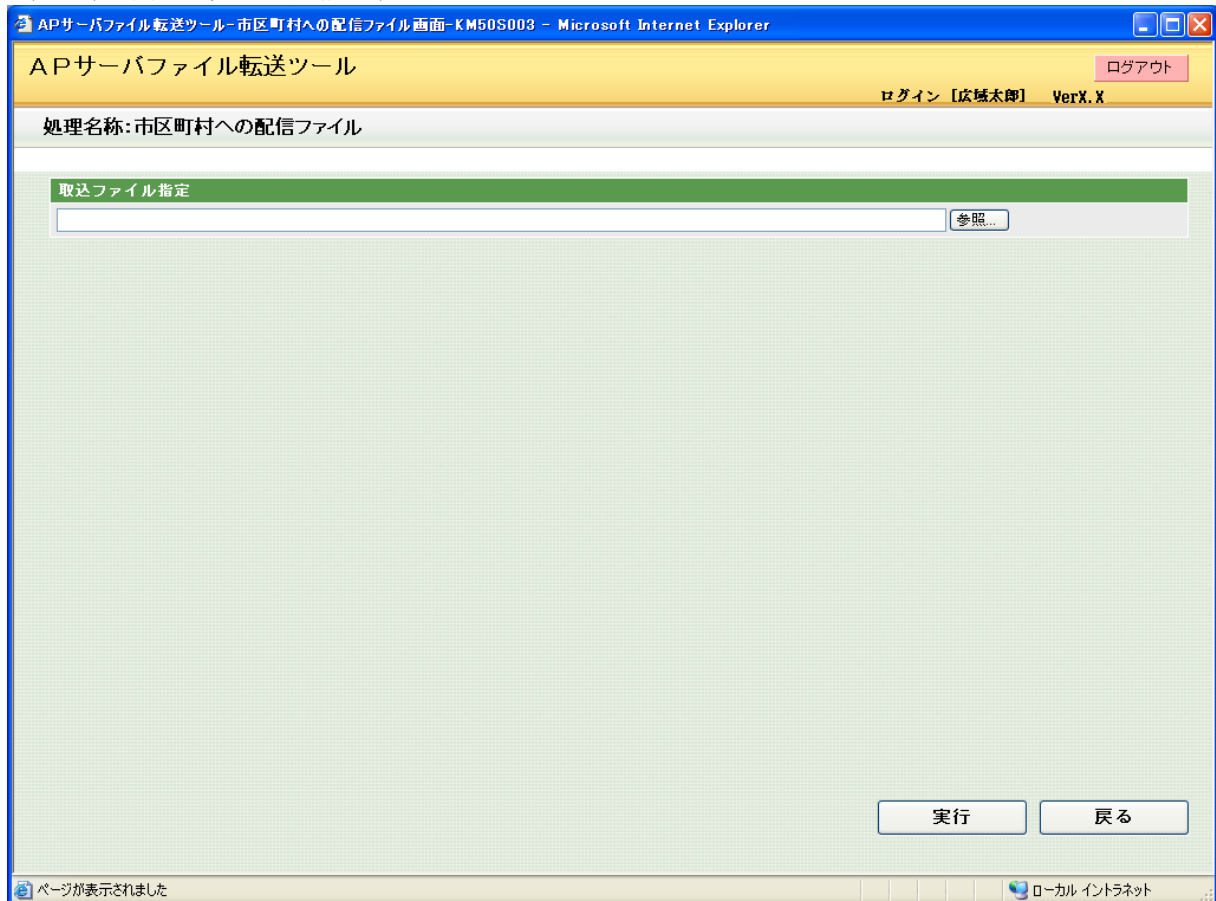 APサーバファイル転送ツール-市区町村への配信ファイル画面-KM50S003 - Microsoft Internet Explorer
APサーバファイル転送ツール
ログアウト
ログイン [広域太郎] VerX.X
処理名称:市区町村への配信ファイル
取込ファイル指定
参照...
実行
戻る
ページが表示されました
ローカル イントラネット